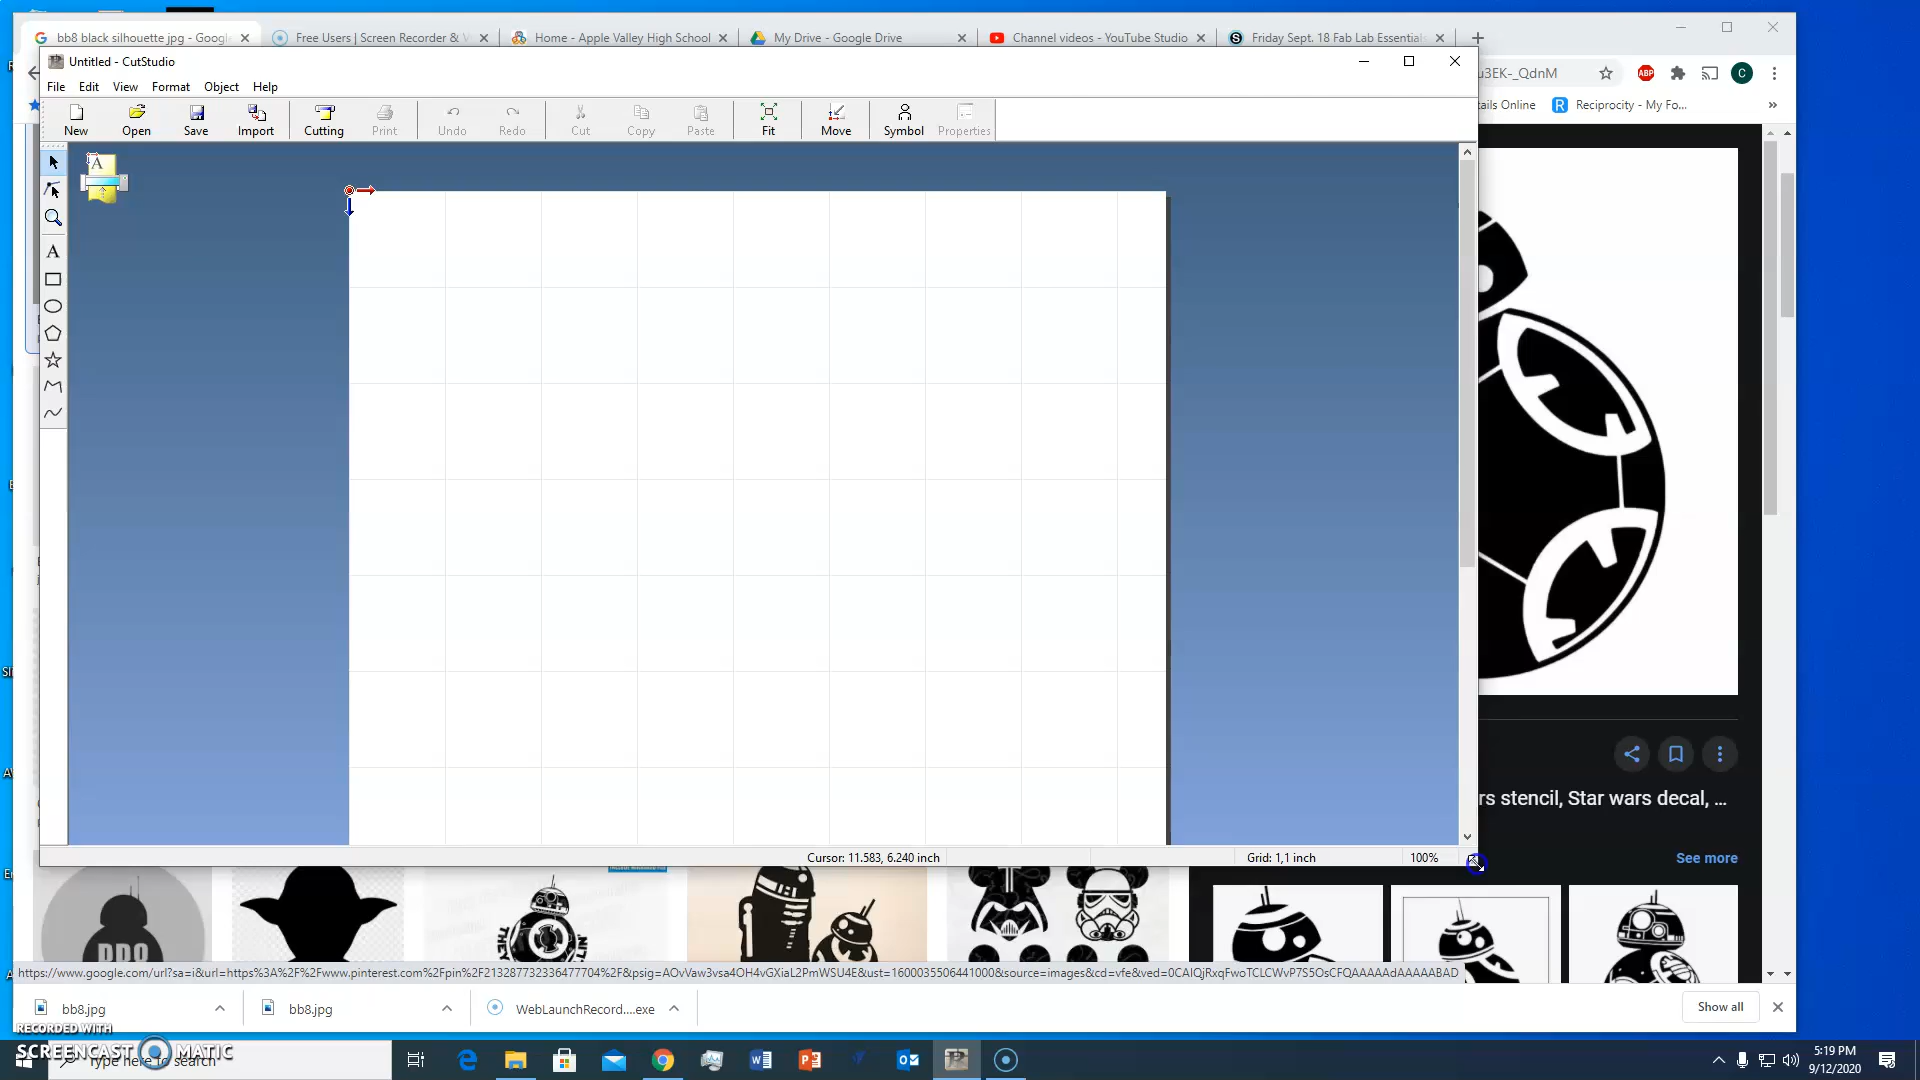 bb8 black silhouette jpg - Goog
Free Users | Screen Recorder & V
Home - Apple Valley High School
My Drive - Google Drive
Channel videos - YouTube Studio
Friday Sept. 18 Fab Lab Essential
Untitled - CutStudio
u3EK-_QdnM
ABP
C
File Edit View Format Object Help
tails Online
Reciprocity - My Fo...
New Open Save Import Cutting Print Undo Redo Cut Copy Paste Fit Move Symbol Properties
A
A
rs stencil, Star wars decal, ...
See more
Cursor: 11.583, 6.240 inch
Grid: 1,1 inch
100%
https://www.google.com/url?sa=i&url=https%3A%2F%2Fwww.pinterest.com%2Fpin%2F213287732336477704%2F&psig=AOvVaw3vsa4OH4vGXiaL2PmWSU4E&ust=1600035506441000&source=images&cd=vfe&ved=0CAIQjRxqFwoTCLCWvP7S5OsCFQAAAAAdAAAAABAD
bb8.jpg
bb8.jpg
WebLaunchRecord....exe
Show all
RECORDED WITH
SCREENCAST MATIC
Type here to search
5:19 PM
9/12/2020